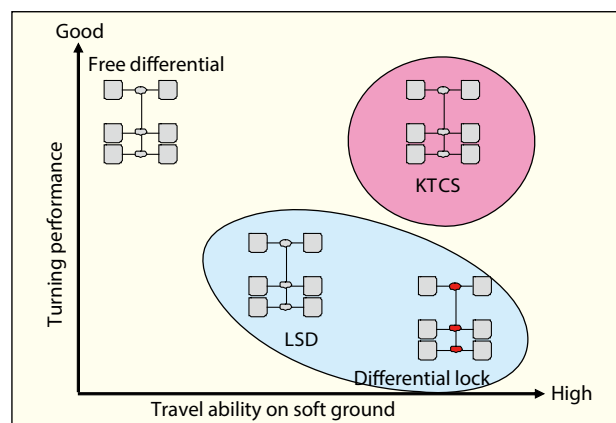 Good
Free differential
KTCS
Turning performance
LSD
Differential lock
High
Travel ability on soft ground